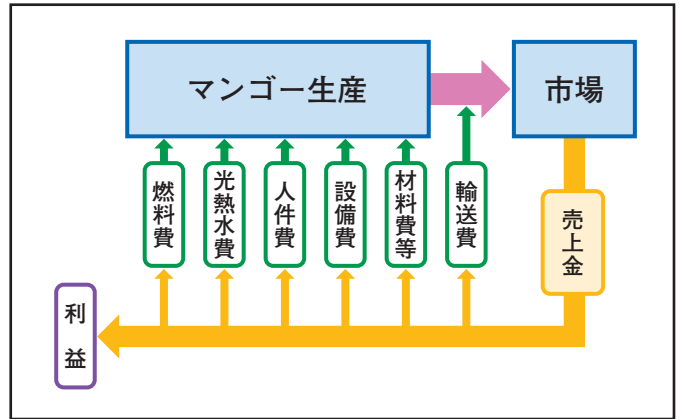 マンゴー生産
市場
燃料費
光熱水費
人件費
設備費
材料費等
輸送費
売上金
利益